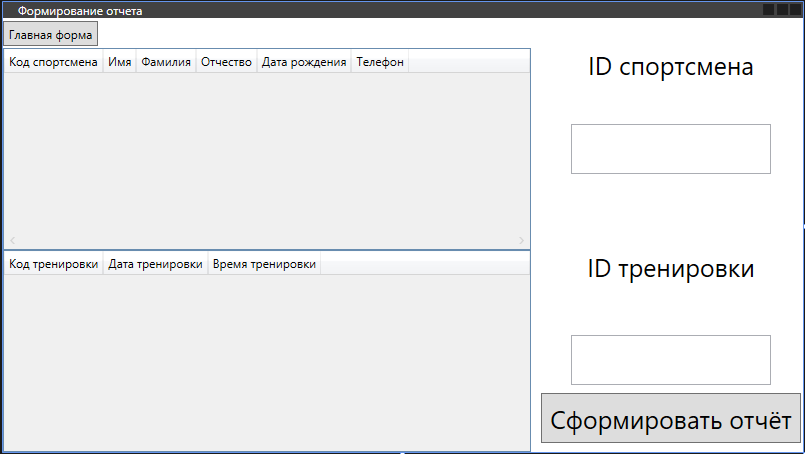 Формирование отчета
Главная форма
Код спортсмена Имя Фамилия Отчество Дата рождения Телефон
ID спортсмена
Код тренировки Дата тренировки Время тренировки
ID тренировки
Сформировать отчёт